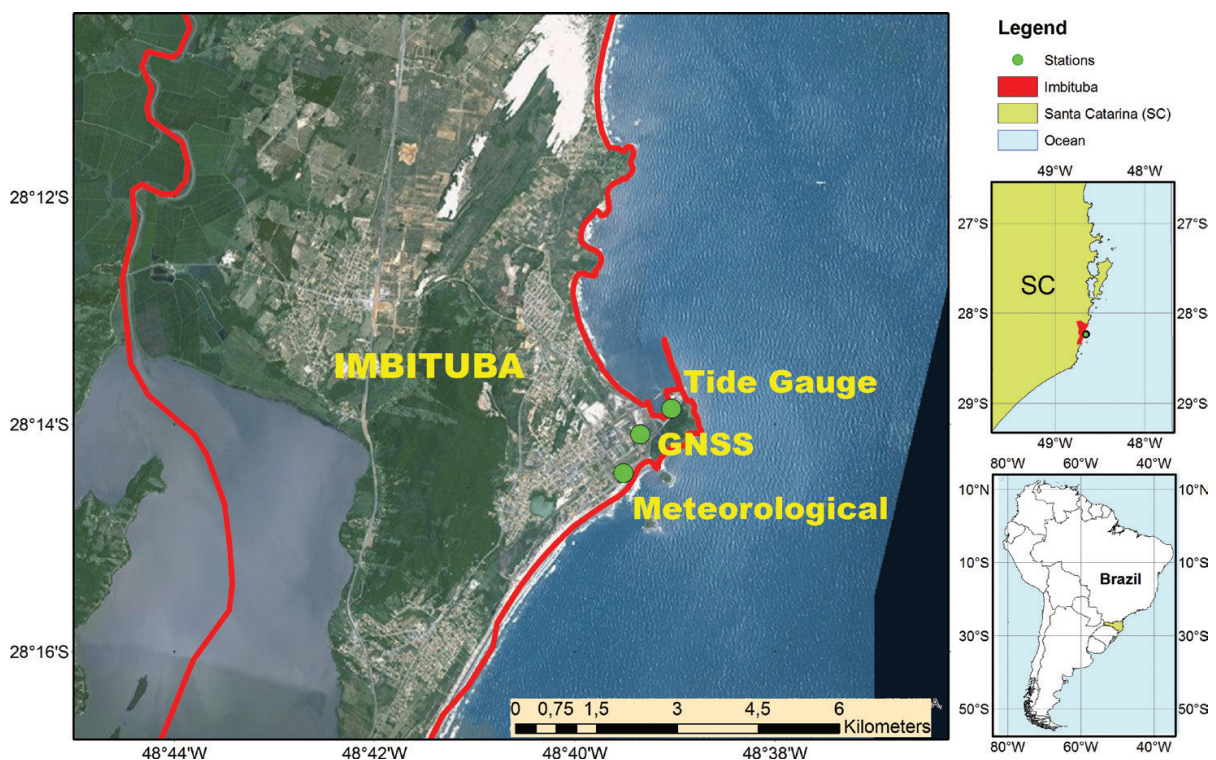 Legend
Stations
Imbituba
Santa Catarina (SC)
Ocean
28°12'S
28°14'S
28°16'S
IMBITUBA
Tide Gauge
GNSS
Meteorological
0 0,75 1,5 3 4,5 6
Kilometers
48°44'W 48°42'W 48°40'W 48°38'W
49°W 48°W
27°S 27°S
SC
28°S 28°S
29°S 29°S
49°W 48°W
80°W 60°W 40°W
10°N 10°N
10°S 10°S
Brazil
30°S 30°S
50°S 50°S
80°W 60°W 40°W